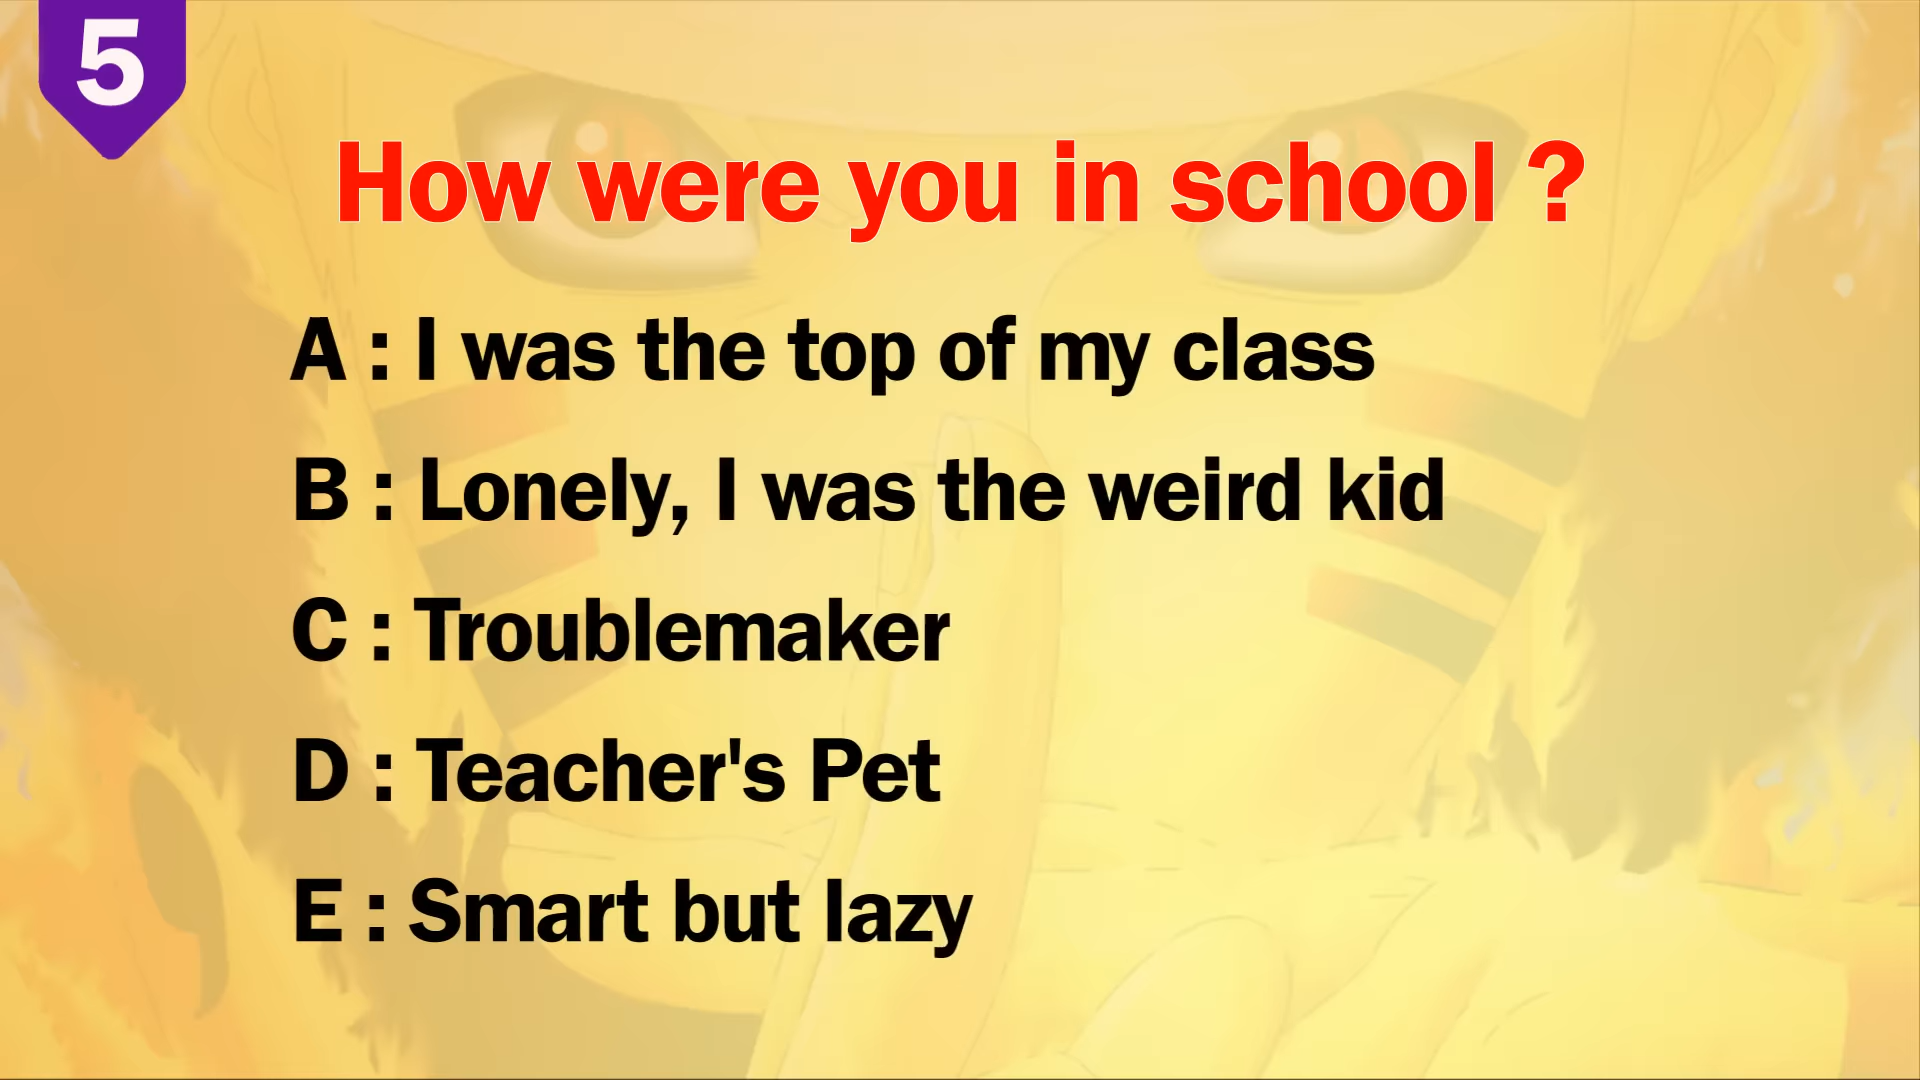 5
How were you in school ?
A : I was the top of my class
B : Lonely, I was the weird kid
C : Troublemaker
D : Teacher's Pet
E : Smart but lazy